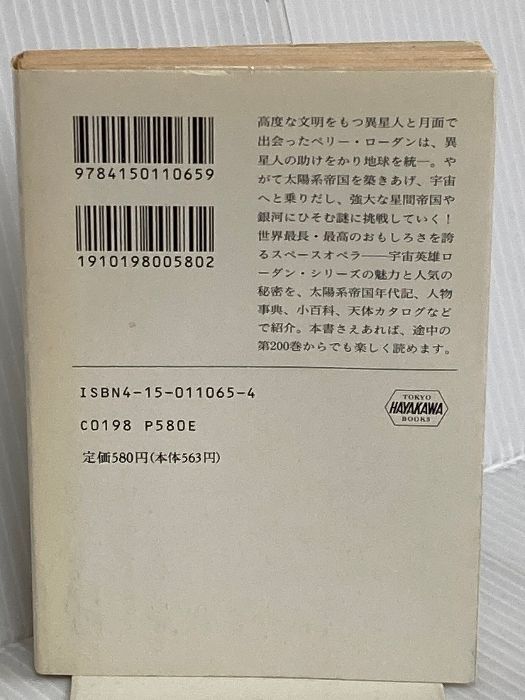 9784150110659
1910198005802
高度な文明をもつ異星人と月面で
出会ったペリー・ローダンは、異
星人の助けをかり地球を統一。や
がて太陽系帝国を築きあげ、宇宙
へと乗りだし、強大な星間帝国や
銀河にひそむ謎に挑戦していく！
世界最長・最高のおもしろさを誇
るスペースオペラ──宇宙英雄ロ
ーダン・シリーズの魅力と人気の
秘密を、太陽系帝国年代記、人物
事典、小百科、天体カタログなど
で紹介。本書さえあれば、途中の
第200巻からでも楽しく読めます。
ISBN4-15-011065-4
C0198 P580E
定価580円(本体563円)
TOKYO
HAYAKAWA
BOOKS